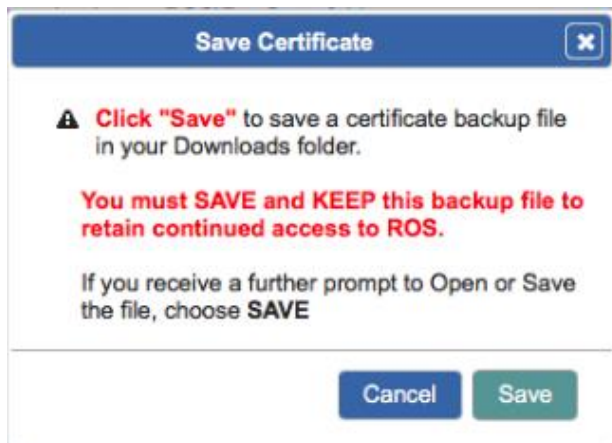 Save Certificate
Click "Save" to save a certificate backup file
in your Downloads folder.
You must SAVE and KEEP this backup file to
retain continued access to ROS.
If you receive a further prompt to Open or Save
the file, choose SAVE
Cancel Save